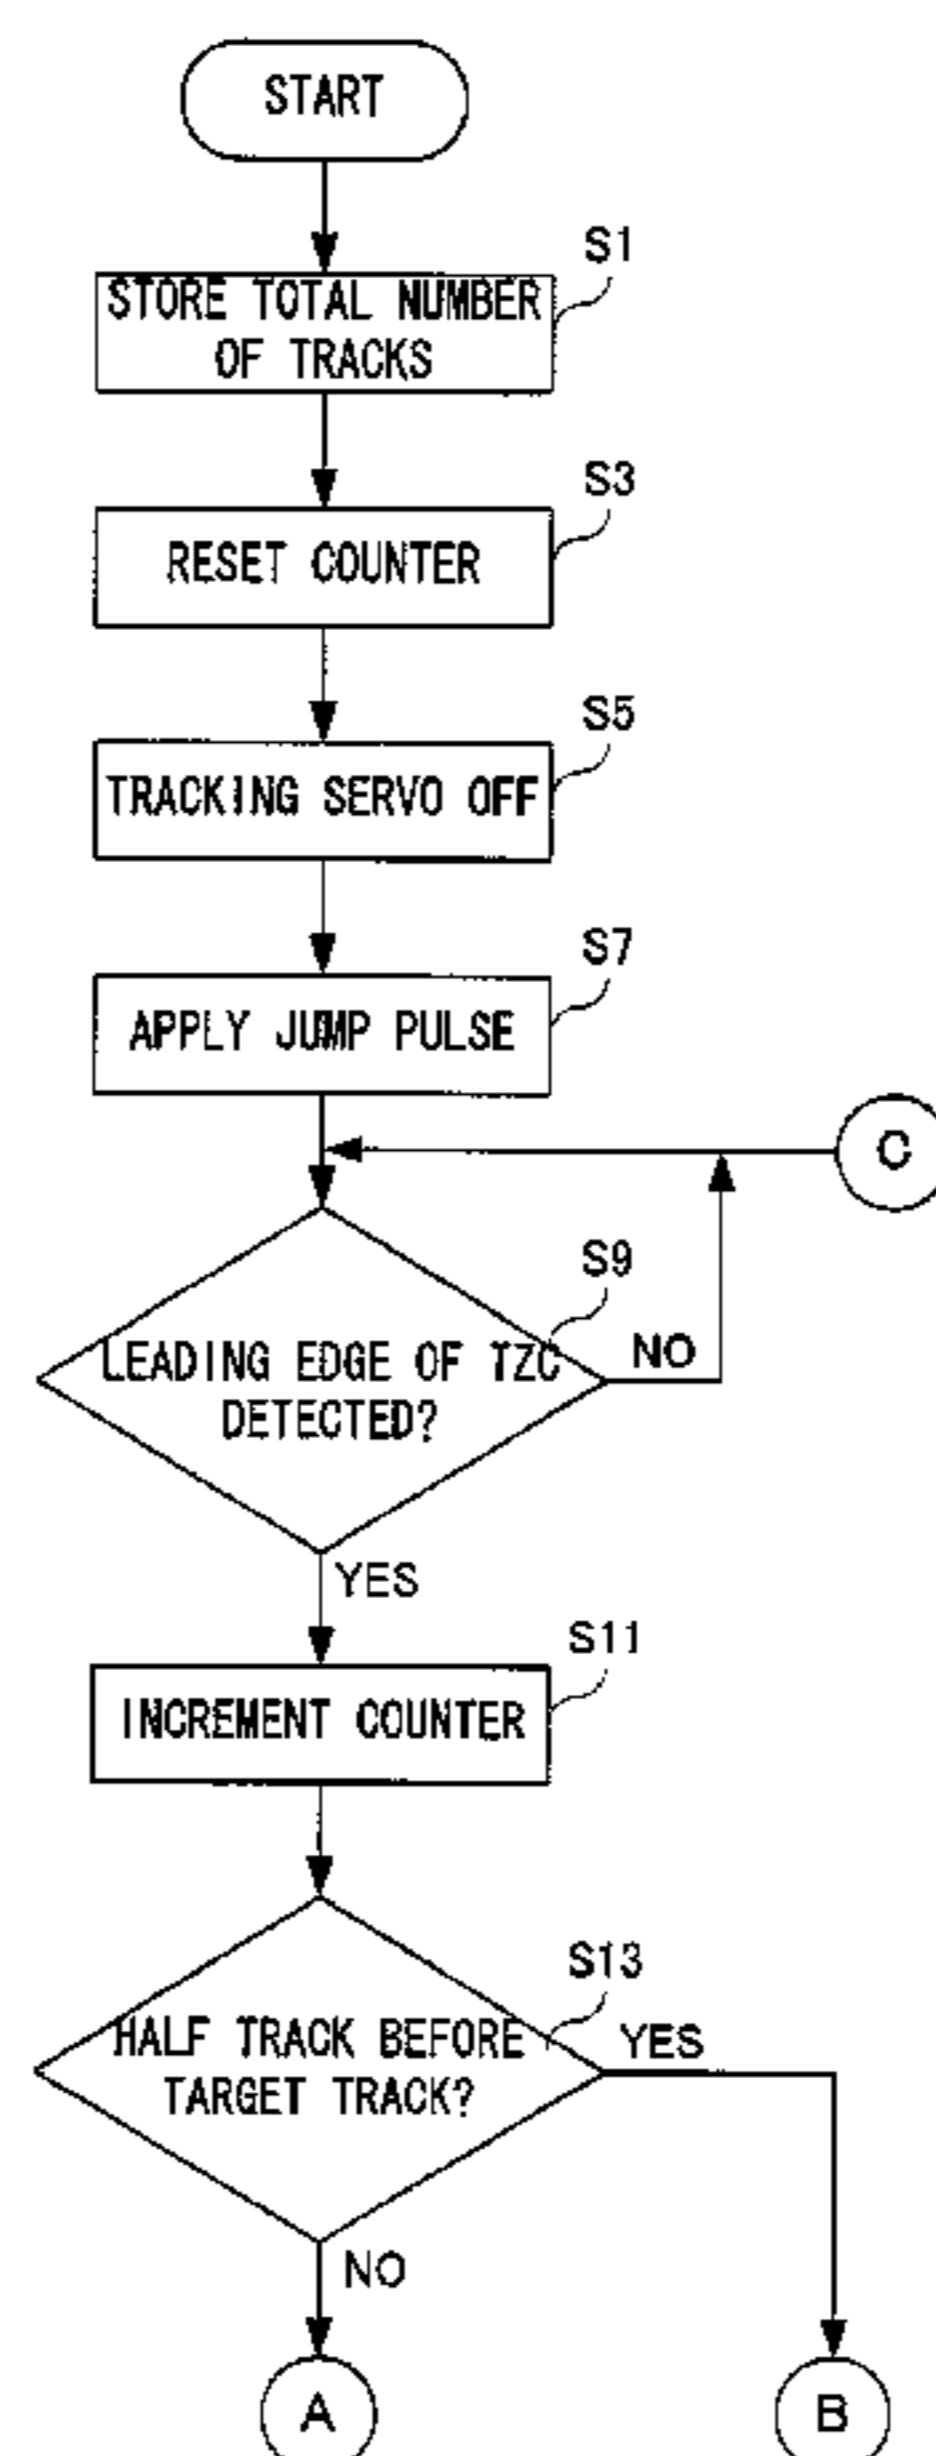 START
S1
STORE TOTAL NUMBER
OF TRACKS
S3
RESET COUNTER
S5
TRACKING SERVO OFF
S7
APPLY JUMP PULSE
C
S9
LEADING EDGE OF TZC
DETECTED?
NO
YES
S11
INCREMENT COUNTER
S13
HALF TRACK BEFORE
TARGET TRACK?
YES
NO
A
B